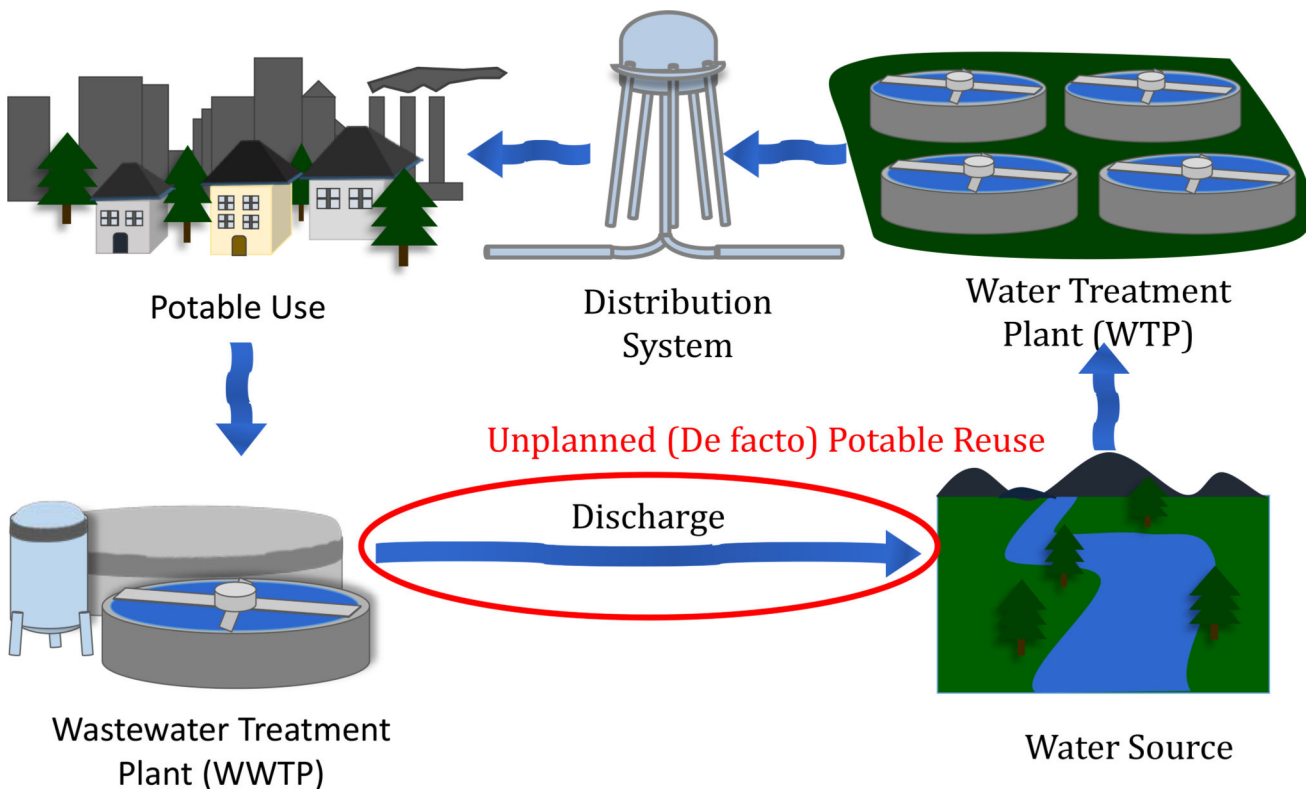 Potable Use
Distribution
System
Water Treatment
Plant (WTP)
Unplanned (De facto) Potable Reuse
Discharge
Wastewater Treatment
Plant (WWTP)
Water Source